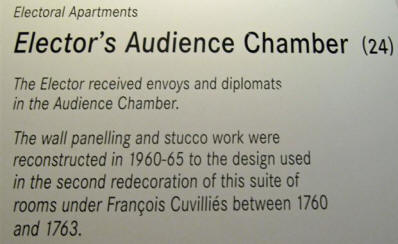 Electoral Apartments
Elector's Audience Chamber (24)
The Elector received envoys and diplomats
in the Audience Chamber.
The wall panelling and stucco work were
reconstructed in 1960-65 to the design used
in the second redecoration of this suite of
rooms under François Cuvilliés between 1760
and 1763.